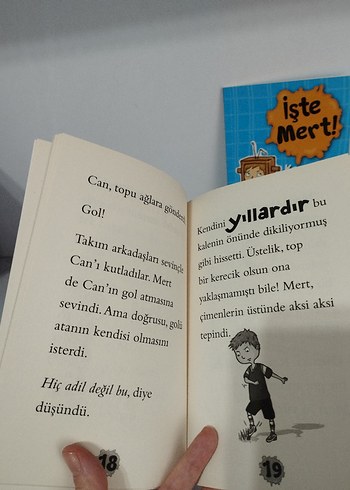 İşte
Mert!
Can, topu ağlara gönderdi
Gol!
Takım arkadaşları sevinçle
Can'ı kutladılar. Mert
de Can'ın gol atmasına
sevindi. Ama doğrusu, golü
atanın kendisi olmasını
isterdi.
Hiç adil değil bu, diye
düşündü.
18
Kendini yıllardır bu
kalenin önünde dikiliyormuş
gibi hissetti. Üstelik, top
bir kerecik olsun ona
yaklaşmamıştı bile! Mert,
çimenlerin üstünde aksi aksi
tepindi.
19